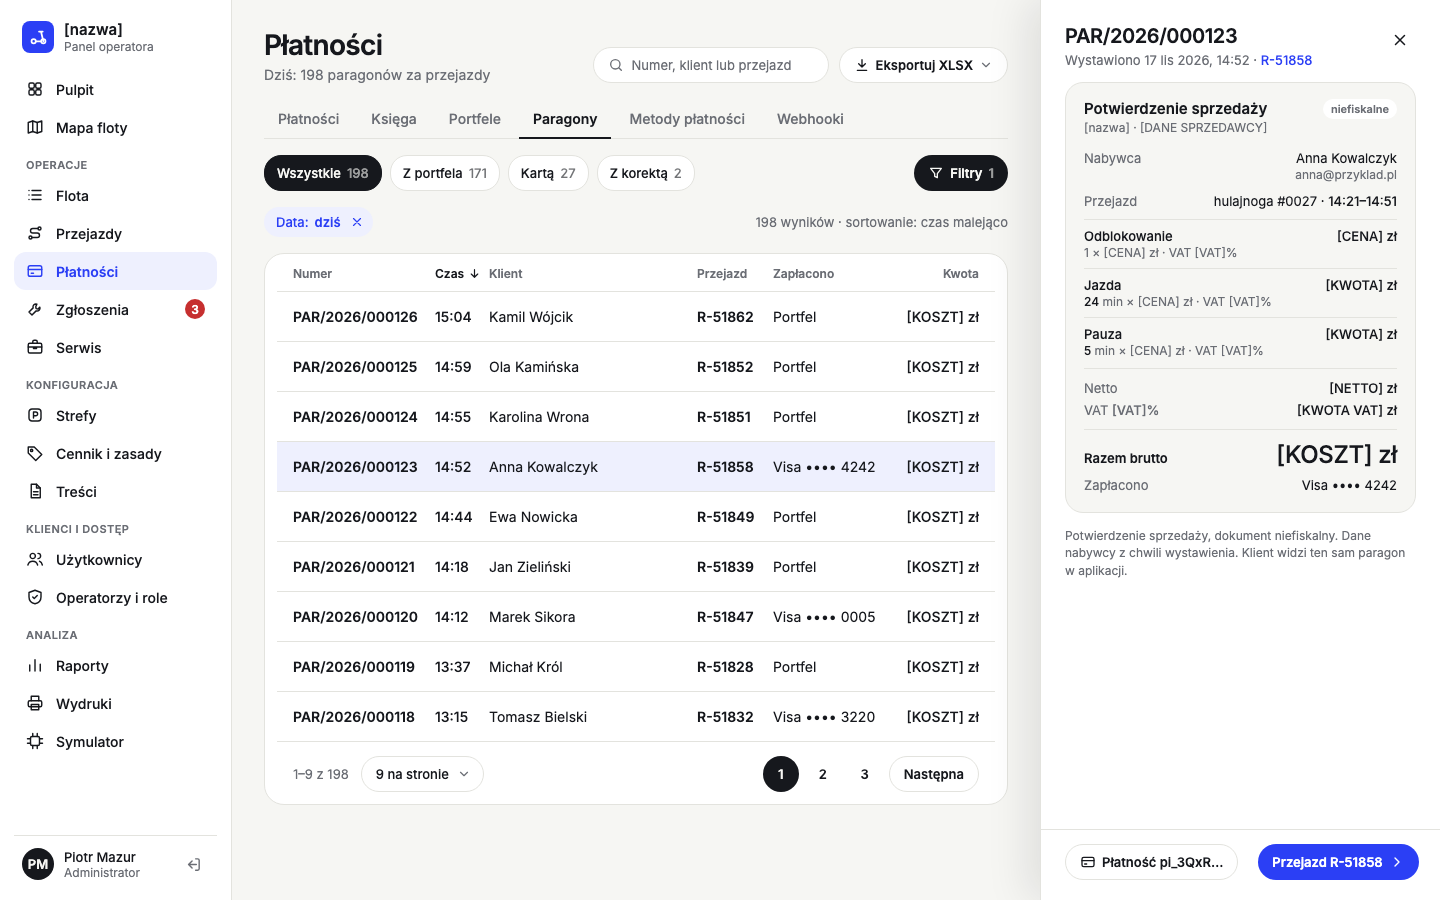 [nazwa]
Panel operatora
Pulpit
Mapa floty
OPERACJE
Flota
Przejazdy
Płatności
Zgłoszenia 3
Serwis
KONFIGURACJA
Strefy
Cennik i zasady
Treści
KLIENCI I DOSTĘP
Użytkownicy
Operatorzy i role
ANALIZA
Raporty
Wydruki
Symulator
PM
Piotr Mazur
Administrator
Płatności
Dziś: 198 paragonów za przejazdy
Numer, klient lub przejazd
Eksportuj XLSX
Płatności Księga Portfele Paragony Metody płatności Webhooki
Wszystkie 198 Z portfela 171 Kartą 27 Z korektą 2 Filtry 1
Data: dziś
198 wyników · sortowanie: czas malejąco
Numer Czas ↓ Klient Przejazd Zapłacono Kwota
PAR/2026/000126 15:04 Kamil Wójcik R-51862 Portfel [KOSZT] zł
PAR/2026/000125 14:59 Ola Kamińska R-51852 Portfel [KOSZT] zł
PAR/2026/000124 14:55 Karolina Wrona R-51851 Portfel [KOSZT] zł
PAR/2026/000123 14:52 Anna Kowalczyk R-51858 Visa •••• 4242 [KOSZT] zł
PAR/2026/000122 14:44 Ewa Nowicka R-51849 Portfel [KOSZT] zł
PAR/2026/000121 14:18 Jan Zieliński R-51839 Portfel [KOSZT] zł
PAR/2026/000120 14:12 Marek Sikora R-51847 Visa •••• 0005 [KOSZT] zł
PAR/2026/000119 13:37 Michał Król R-51828 Portfel [KOSZT] zł
PAR/2026/000118 13:15 Tomasz Bielski R-51832 Visa •••• 3220 [KOSZT] zł
1–9 z 198 9 na stronie 1 2 3 Następna
PAR/2026/000123
Wystawiono 17 lis 2026, 14:52 · R-51858
Potwierdzenie sprzedaży niefiskalne
[nazwa] · [DANE SPRZEDAWCY]
Nabywca Anna Kowalczyk
anna@przyklad.pl
Przejazd hulajnoga #0027 · 14:21–14:51
Odblokowanie [CENA] zł
1 × [CENA] zł · VAT [VAT]%
Jazda [KWOTA] zł
24 min × [CENA] zł · VAT [VAT]%
Pauza [KWOTA] zł
5 min × [CENA] zł · VAT [VAT]%
Netto [NETTO] zł
VAT [VAT]% [KWOTA VAT] zł
Razem brutto [KOSZT] zł
Zapłacono Visa •••• 4242
Potwierdzenie sprzedaży, dokument niefiskalny. Dane
nabywcy z chwili wystawienia. Klient widzi ten sam paragon
w aplikacji.
Płatność pi_3QxR...
Przejazd R-51858